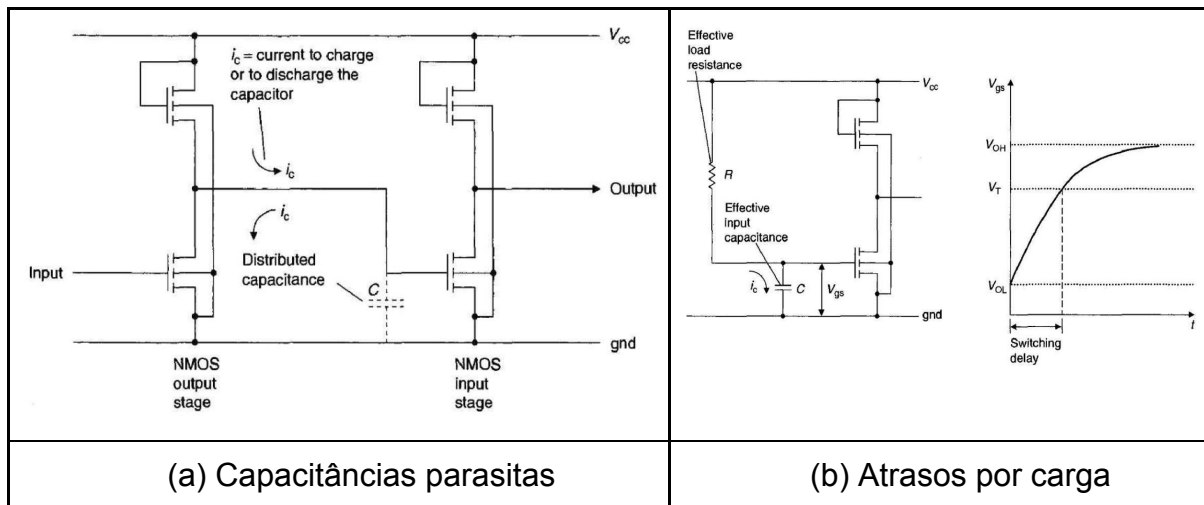 V_cc
i_c = current to charge
or to discharge the
capacitor
i_c
Output
i_c
Input
Distributed
capacitance
C
gnd
NMOS
output
stage
NMOS
input
stage
(a) Capacitâncias parasitas
Effective
load
resistance
V_cc
R
Effective
input
capacitance
i_c
C
V_gs
gnd
V_gs
V_OH
V_T
V_OL
t
Switching
delay
(b) Atrasos por carga